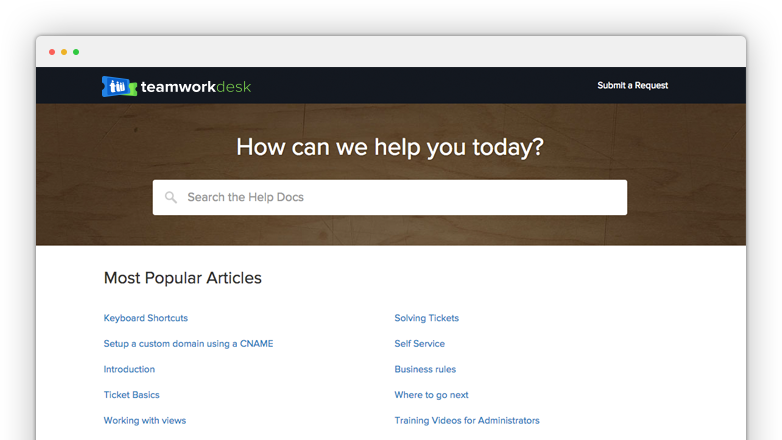 teamworkdesk
Submit a Request
How can we help you today?
Search the Help Docs
Most Popular Articles
Keyboard Shortcuts
Solving Tickets
Setup a custom domain using a CNAME
Self Service
Introduction
Business rules
Ticket Basics
Where to go next
Working with views
Training Videos for Administrators